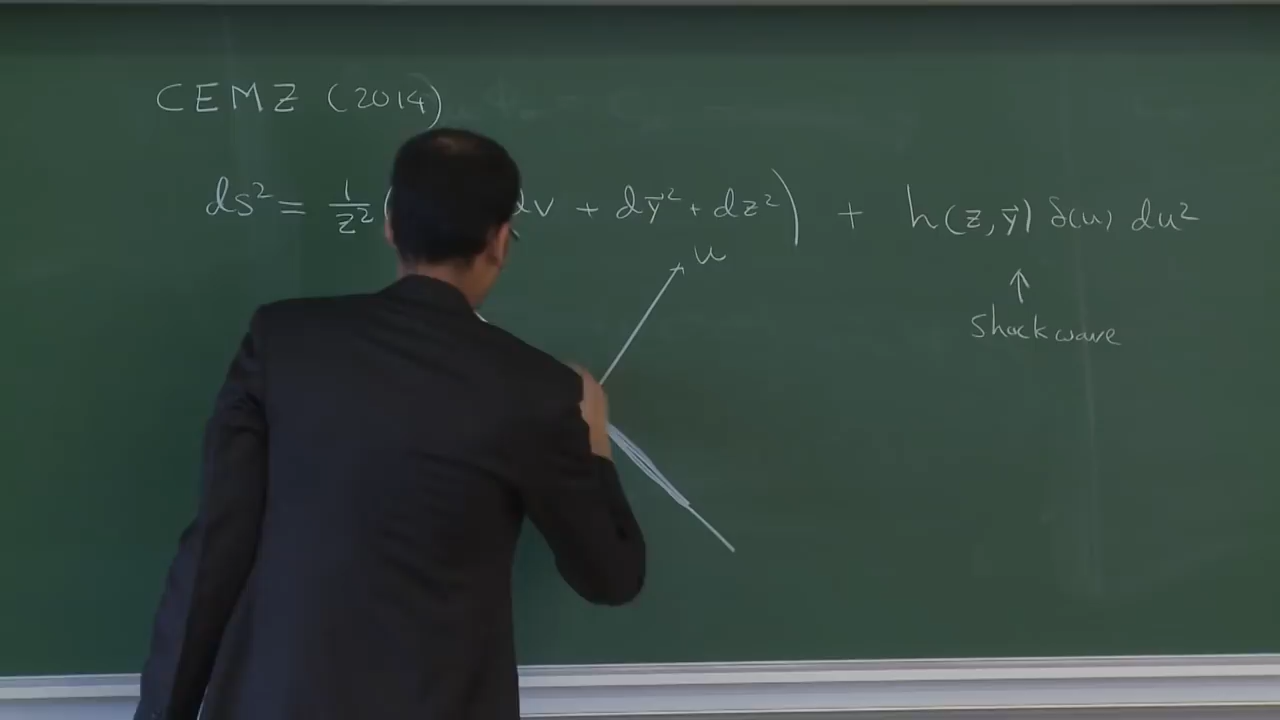 CEMZ (2014)
ds² = 1/z² ( dv + dy⃗² + dz² ) + h(z, y⃗) δ(u) du²
u
↑
Shockwave